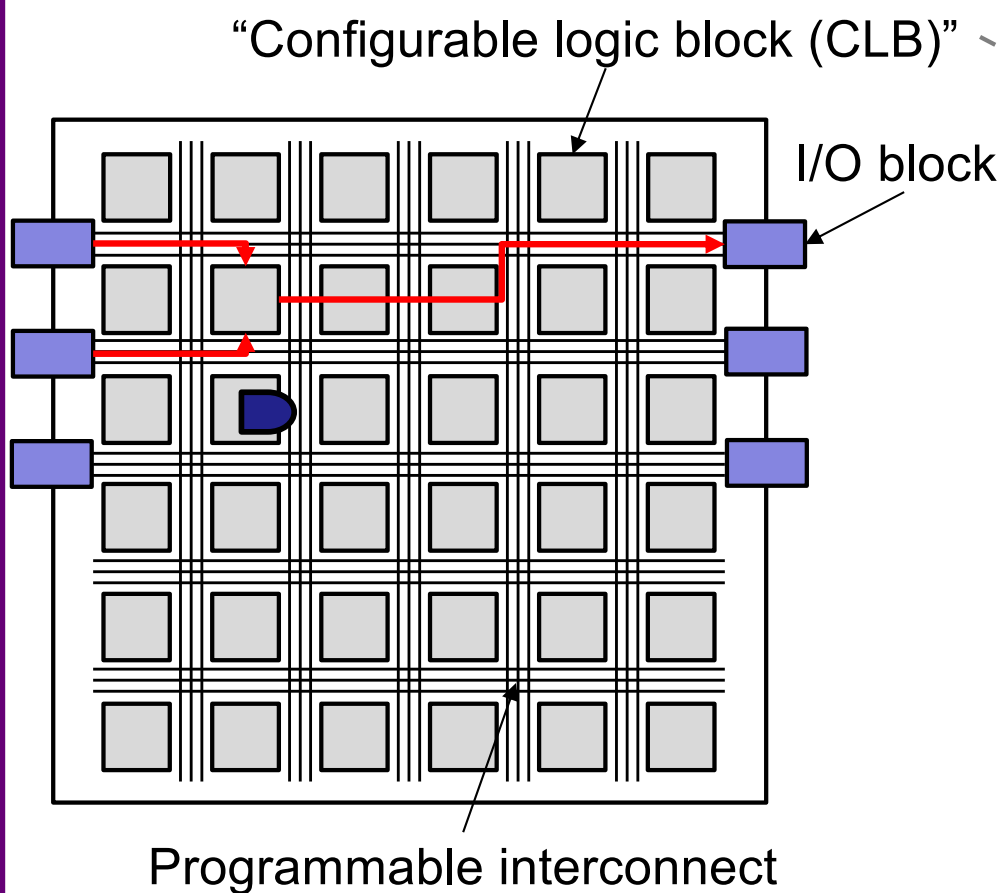 “Configurable logic block (CLB)”
I/O block
Programmable interconnect